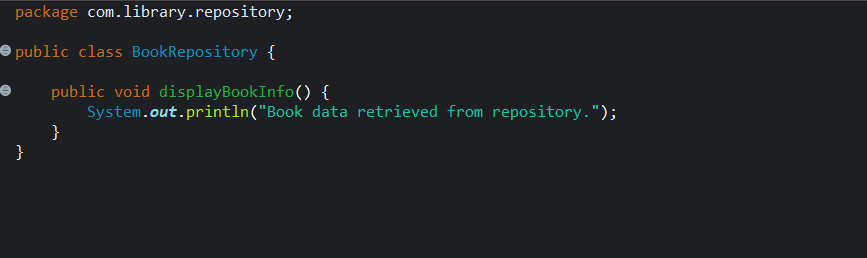 package com.library.repository;
public class BookRepository {
public void displayBookInfo() {
System.out.println("Book data retrieved from repository.");
}
}